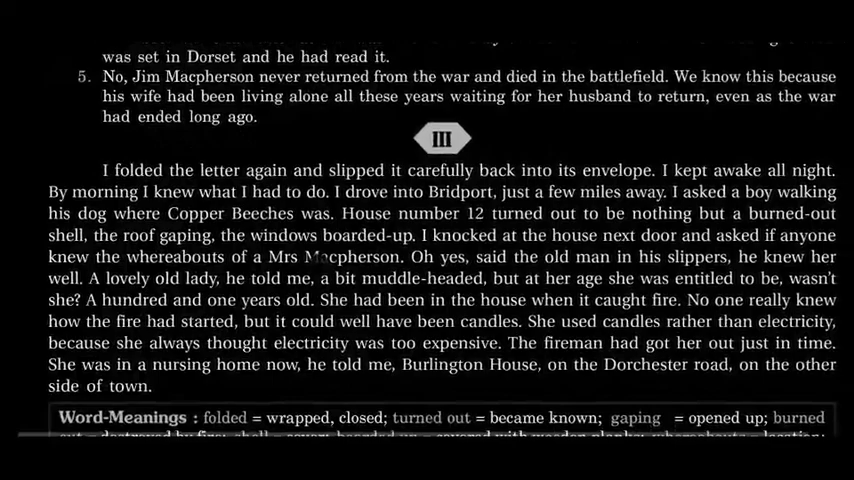 was set in Dorset and he had read it.
5. No, Jim Macpherson never returned from the war and died in the battlefield. We know this because
his wife had been living alone all these years waiting for her husband to return, even as the war
had ended long ago.
III
I folded the letter again and slipped it carefully back into its envelope. I kept awake all night.
By morning I knew what I had to do. I drove into Bridport, just a few miles away. I asked a boy walking
his dog where Copper Beeches was. House number 12 turned out to be nothing but a burned-out
shell, the roof gaping, the windows boarded-up. I knocked at the house next door and asked if anyone
knew the whereabouts of a Mrs Macpherson. Oh yes, said the old man in his slippers, he knew her
well. A lovely old lady, he told me, a bit muddle-headed, but at her age she was entitled to be, wasn't
she? A hundred and one years old. She had been in the house when it caught fire. No one really knew
how the fire had started, but it could well have been candles. She used candles rather than electricity,
because she always thought electricity was too expensive. The fireman had got her out just in time.
She was in a nursing home now, he told me, Burlington House, on the Dorchester road, on the other
side of town.
Word-Meanings : folded = wrapped, closed; turned out = became known; gaping = opened up; burned